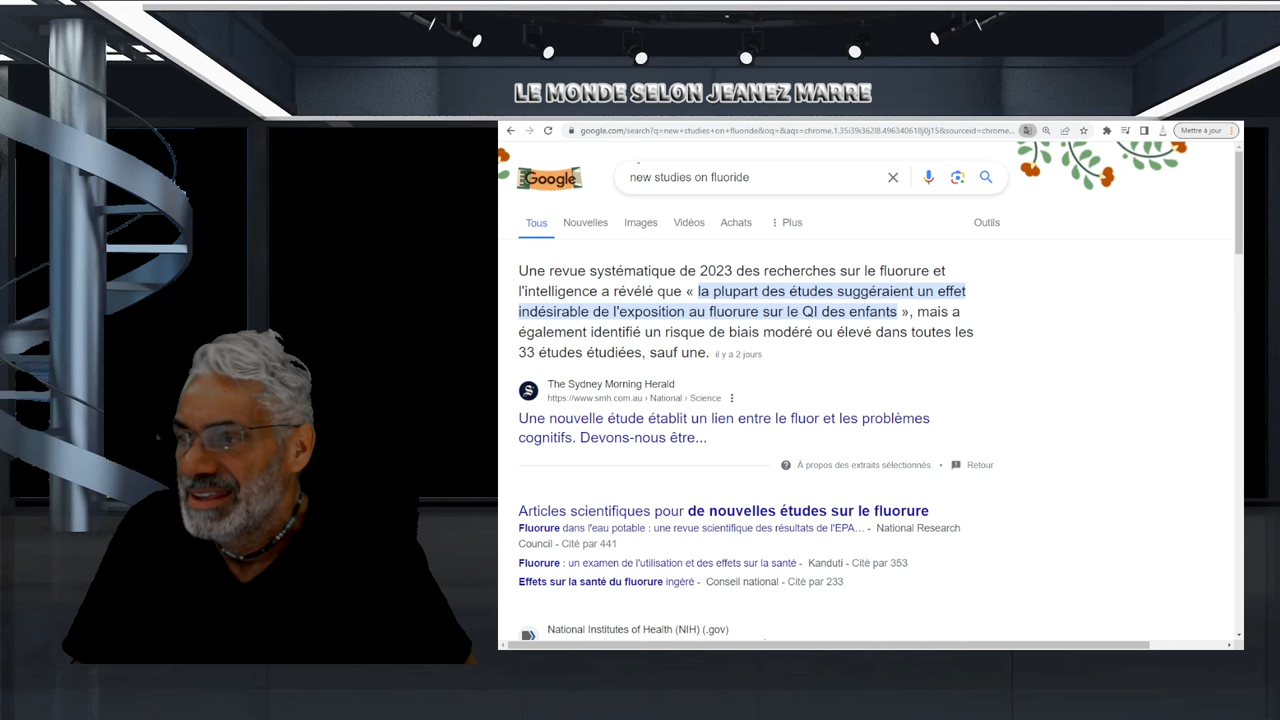 LE MONDE SELON JEANEZ MARRE
google.com/search?q=new+studies+on+fluoride&oq=&aqs=chrome.1.35i39i362l8.496340618j0j15&sourceid=chrome...
Mettre à jour
Google
new studies on fluoride
Tous Nouvelles Images Vidéos Achats Plus Outils
Une revue systématique de 2023 des recherches sur le fluorure et
l'intelligence a révélé que « la plupart des études suggéraient un effet
indésirable de l'exposition au fluorure sur le QI des enfants », mais a
également identifié un risque de biais modéré ou élevé dans toutes les
33 études étudiées, sauf une. il y a 2 jours
The Sydney Morning Herald
https://www.smh.com.au › National › Science
Une nouvelle étude établit un lien entre le fluor et les problèmes
cognitifs. Devons-nous être...
À propos des extraits sélectionnés • Retour
Articles scientifiques pour de nouvelles études sur le fluorure
Fluorure dans l'eau potable : une revue scientifique des résultats de l'EPA… - National Research
Council - Cité par 441
Fluorure : un examen de l'utilisation et des effets sur la santé - Kanduti - Cité par 353
Effets sur la santé du fluorure ingéré - Conseil national - Cité par 233
National Institutes of Health (NIH) (.gov)